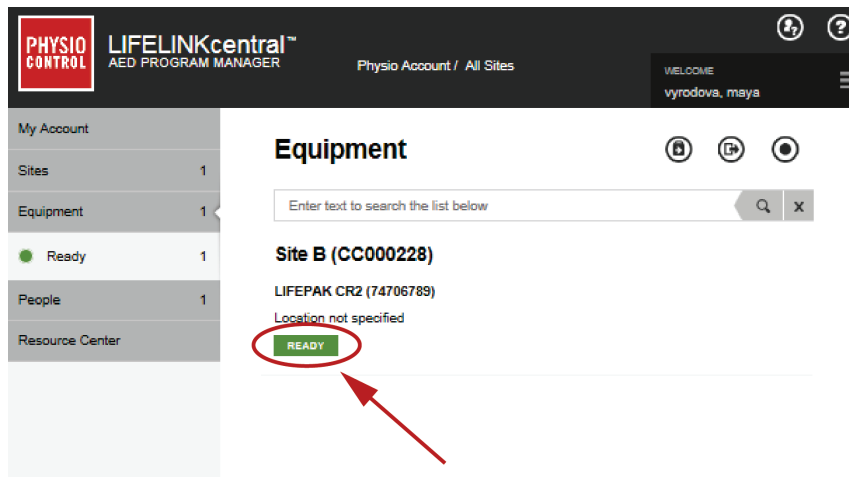 PHYSIO
CONTROL
LIFELINKcentral™
AED PROGRAM MANAGER
Physio Account / All Sites
WELCOME
vyrodova, maya
My Account
Sites 1
Equipment 1
Ready 1
People 1
Resource Center
Equipment
Enter text to search the list below
x
Site B (CC000228)
LIFEPAK CR2 (74706789)
Location not specified
READY